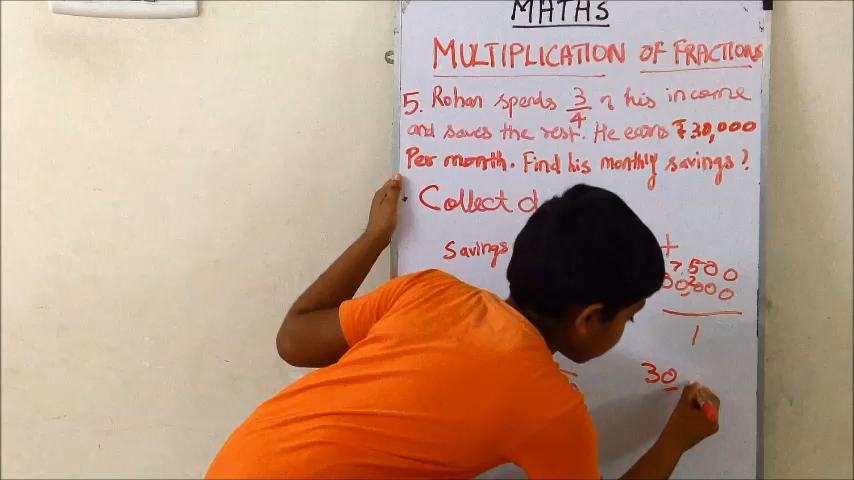 MATHS
MULTIPLICATION OF FRACTIONS
5. Rohan spends 3/4 of his income
and saves the rest. He earns ₹30,000
Per month. Find his monthly savings?
Collect
Savings
7,500
1
30